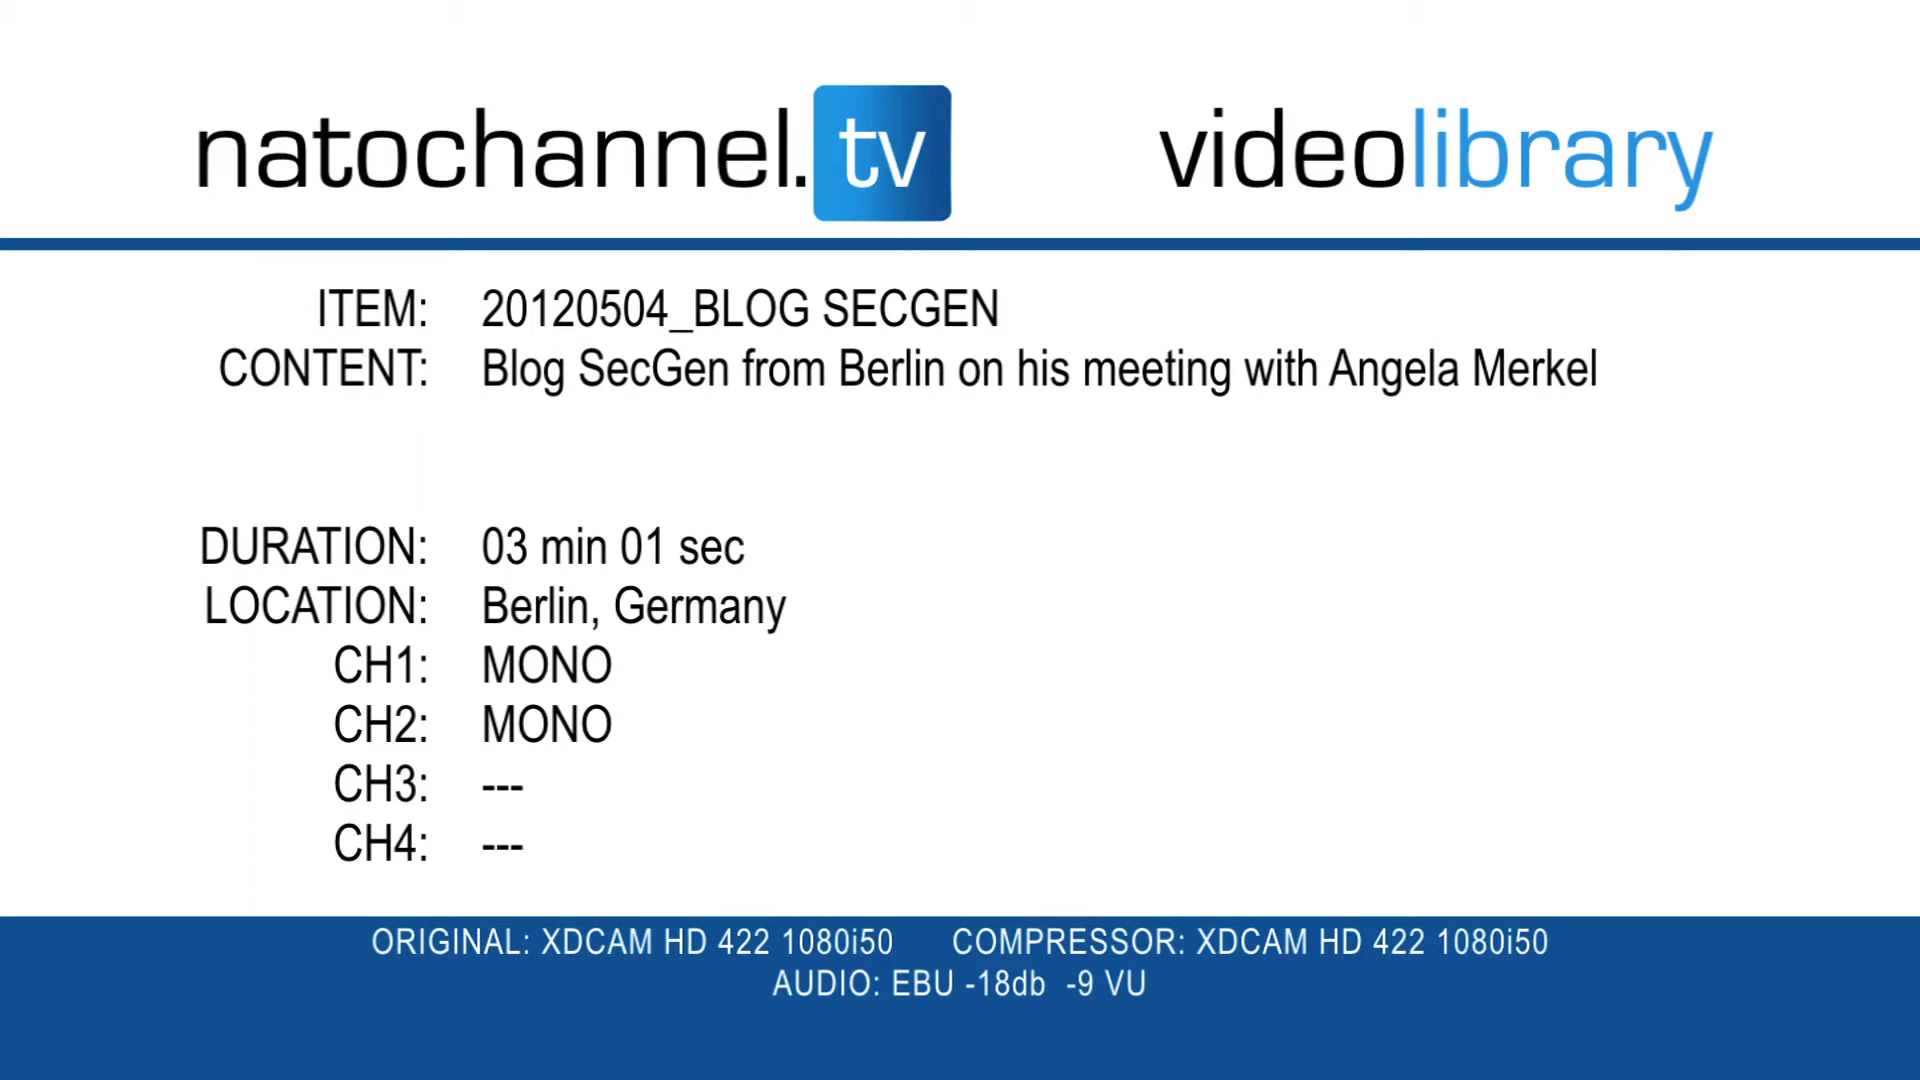 natochannel.tv videolibrary
ITEM: 20120504_BLOG SECGEN
CONTENT: Blog SecGen from Berlin on his meeting with Angela Merkel
DURATION: 03 min 01 sec
LOCATION: Berlin, Germany
CH1: MONO
CH2: MONO
CH3: ---
CH4: ---
ORIGINAL: XDCAM HD 422 1080i50 COMPRESSOR: XDCAM HD 422 1080i50
AUDIO: EBU -18db -9 VU